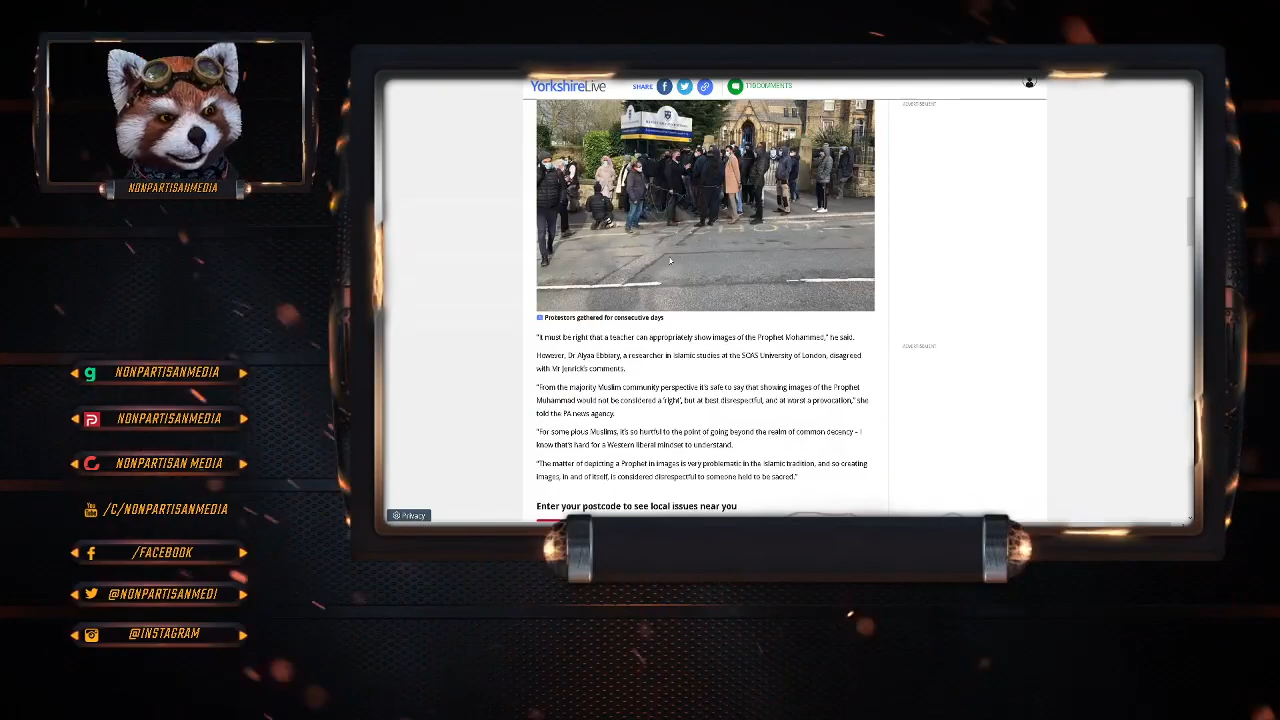 NONPARTISANMEDIA
NONPARTISANMEDIA
NONPARTISANMEDIA
NONPARTISAN MEDIA
You Tube /C/NONPARTISANMEDIA
/FACEBOOK
@NONPARTISANMEDI
@INSTAGRAM
YorkshireLive SHARE 110COMMENTS
ADVERTISEMENT
Protestors gathered for consecutive days
"It must be right that a teacher can appropriately show images of the Prophet Mohammed," he said.
However, Dr Alyaa Ebbiary, a researcher in Islamic studies at the SOAS University of London, disagreed
with Mr Jenrick's comments.
"From the majority Muslim community perspective it's safe to say that showing images of the Prophet
Muhammad would not be considered a 'right', but at best disrespectful, and at worst a provocation," she
told the PA news agency.
"For some pious Muslims, it's so hurtful to the point of going beyond the realm of common decency – I
know that's hard for a Western liberal mindset to understand.
"The matter of depicting a Prophet in images is very problematic in the Islamic tradition, and so creating
images, in and of itself, is considered disrespectful to someone held to be sacred."
Enter your postcode to see local issues near you
ADVERTISEMENT
Privacy